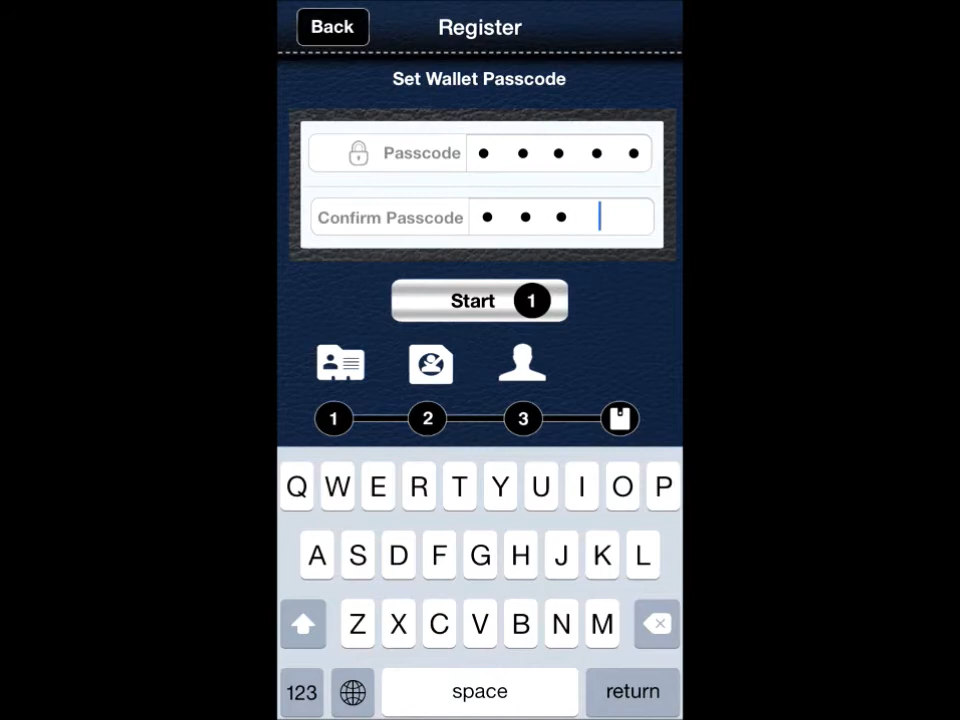 Back Register
Set Wallet Passcode
Passcode • • • • •
Confirm Passcode • • •
Start 1
1 2 3
Q W E R T Y U I O P
A S D F G H J K L
Z X C V B N M
123 space return